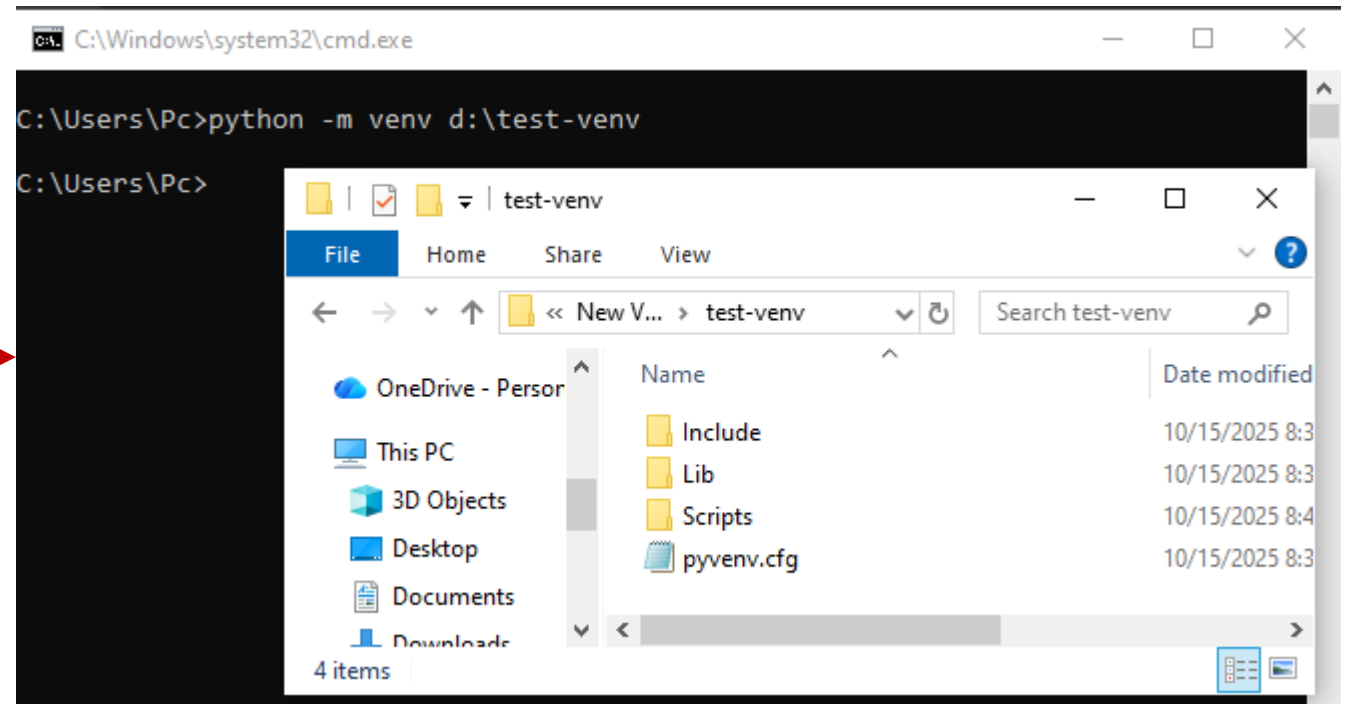 C:\Windows\system32\cmd.exe
C:\Users\Pc>python -m venv d:\test-venv
C:\Users\Pc>
test-venv
File Home Share View
« New V... › test-venv Search test-venv
OneDrive - Person
This PC
3D Objects
Desktop
Documents
Downloads
Name Date modified
Include 10/15/2025 8:3
Lib 10/15/2025 8:3
Scripts 10/15/2025 8:4
pyvenv.cfg 10/15/2025 8:3
4 items